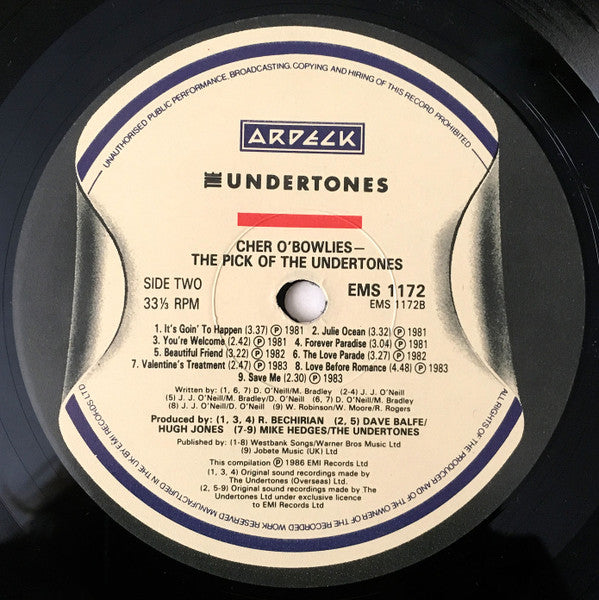 UNAUTHORISED PUBLIC PERFORMANCE, BROADCASTING, COPYING AND HIRING OF THIS RECORD PROHIBITED
ARDECK
THE UNDERTONES
CHER O'BOWLIES—
THE PICK OF THE UNDERTONES
SIDE TWO
33⅓ RPM
EMS 1172
EMS 1172B
1. It's Goin' To Happen (3.37) Ⓟ 1981 2. Julie Ocean (3.32) Ⓟ 1981
3. You're Welcome (2.42) Ⓟ 1981 4. Forever Paradise (3.04) Ⓟ 1981
5. Beautiful Friend (3,22) Ⓟ 1982 6. The Love Parade (3.27) Ⓟ 1982
7. Valentine's Treatment (2.47) Ⓟ 1983 8. Love Before Romance (4.48) Ⓟ 1983
9. Save Me (2.30) Ⓟ 1983
Written by: (1, 6, 7) D. O'Neill/M. Bradley (2-4) J. J. O'Neill
(5) J. J. O'Neill/M. Bradley/D. O'Neill (6, 7) D. O'Neill/M. Bradley
(8) J. J. O'Neill/D. O'Neill (9) W. Robinson/W. Moore/R. Rogers
Produced by: (1, 3, 4) R. BECHIRIAN (2, 5) DAVE BALFE/
HUGH JONES (7-9) MIKE HEDGES/THE UNDERTONES
Published by: (1-8) Westbank Songs/Warner Bros Music Ltd
(9) Jobete Music (UK) Ltd
This compilation Ⓟ 1986 EMI Records Ltd
(1, 3, 4) Original sound recordings made by
The Undertones (Overseas) Ltd.
(2, 5-9) Original sound recordings made by The
Undertones Ltd under exclusive licence
to EMI Records Ltd
ALL RIGHTS OF THE PRODUCER AND OF THE OWNER OF THE RECORDED WORK RESERVED MANUFACTURED IN THE UK BY EMI RECORDS LTD